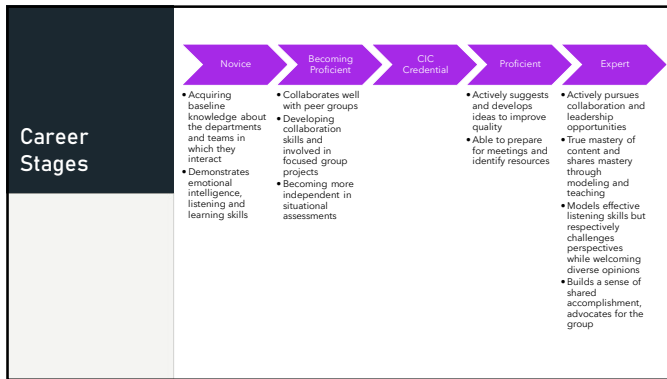 Career
Stages
Novice
• Acquiring
baseline
knowledge about
the departments
and teams in
which they
interact
• Demonstrates
emotional
intelligence,
listening and
learning skills
Becoming
Proficient
• Collaborates well
with peer groups
• Developing
collaboration
skills and
involved in
focused group
projects
• Becoming more
independent in
situational
assessments
CIC
Credential
Proficient
• Actively suggests
and develops
ideas to improve
quality
• Able to prepare
for meetings and
identify resources
Expert
• Actively pursues
collaboration and
leadership
opportunities
• True mastery of
content and
shares mastery
through
modeling and
teaching
• Models effective
listening skills but
respectively
challenges
perspectives
while welcoming
diverse opinions
• Builds a sense of
shared
accomplishment,
advocates for the
group